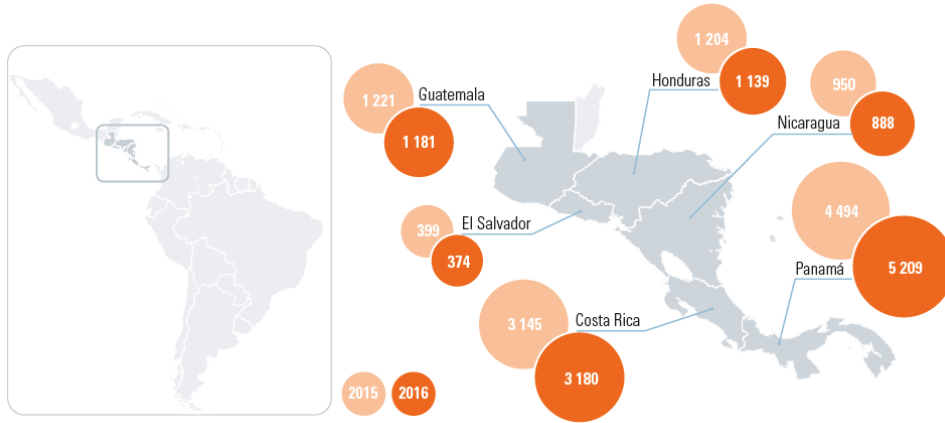 1 204
Honduras
1 139
950
Nicaragua
888
1 221
Guatemala
1 181
4 494
Panamá
5 209
399
El Salvador
374
3 145
Costa Rica
3 180
2015
2016